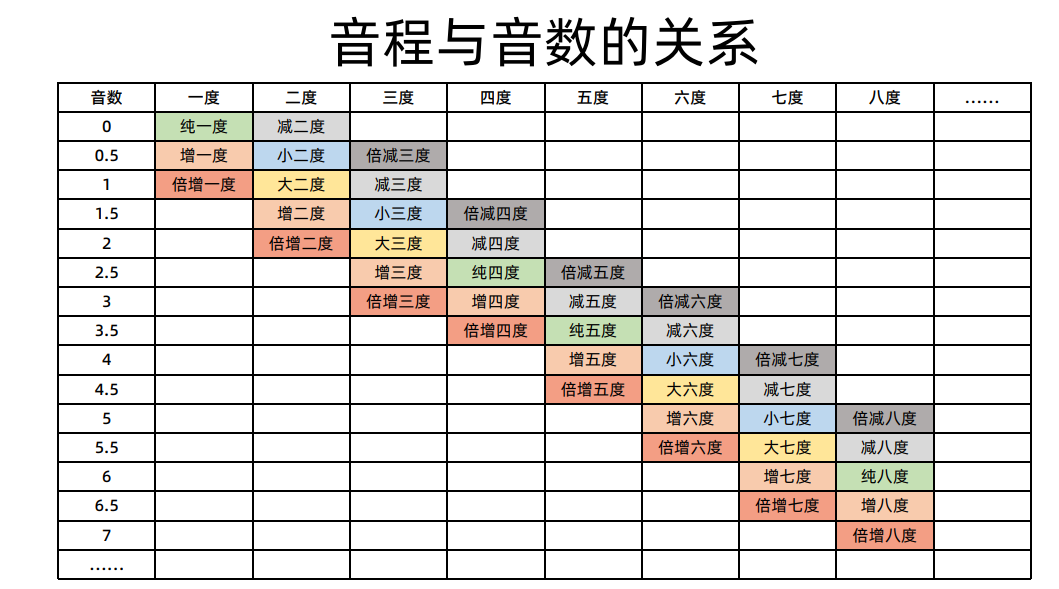 音程与音数的关系
音数 一度 二度 三度 四度 五度 六度 七度 八度 ……
0 纯一度 减二度
0.5 增一度 小二度 倍减三度
1 倍增一度 大二度 减三度
1.5 增二度 小三度 倍减四度
2 倍增二度 大三度 减四度
2.5 增三度 纯四度 倍减五度
3 倍增三度 增四度 减五度 倍减六度
3.5 倍增四度 纯五度 减六度
4 增五度 小六度 倍减七度
4.5 倍增五度 大六度 减七度
5 增六度 小七度 倍减八度
5.5 倍增六度 大七度 减八度
6 增七度 纯八度
6.5 倍增七度 增八度
7 倍增八度
……